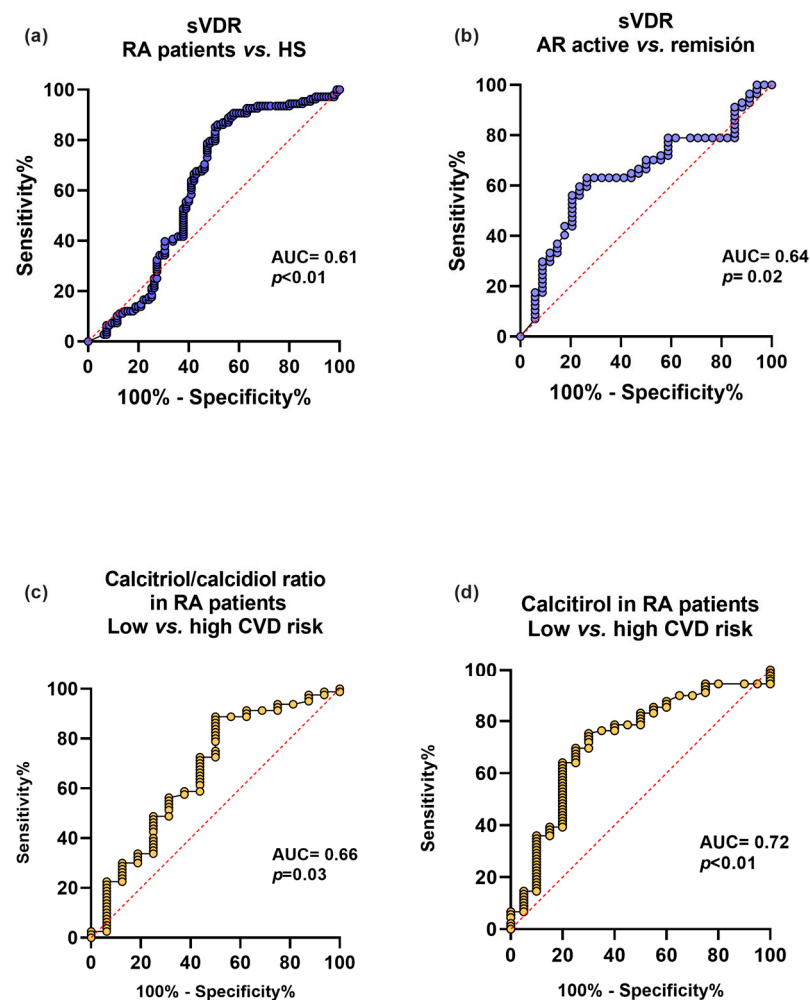 (a)
sVDR
RA patients vs. HS
100
80
60
40
20
0
Sensitivity%
AUC= 0.61
p<0.01
0 20 40 60 80 100
100% - Specificity%
(b)
sVDR
AR active vs. remisión
100
80
60
40
20
0
Sensitivity%
AUC= 0.64
p= 0.02
0 20 40 60 80 100
100% - Specificity%
(c)
Calcitriol/calcidiol ratio
in RA patients
Low vs. high CVD risk
100
80
60
40
20
0
Sensitivity%
AUC= 0.66
p=0.03
0 20 40 60 80 100
100% - Specificity%
(d)
Calcitirol in RA patients
Low vs. high CVD risk
100
80
60
40
20
0
Sensitivity%
AUC= 0.72
p<0.01
0 20 40 60 80 100
100% - Specificity%